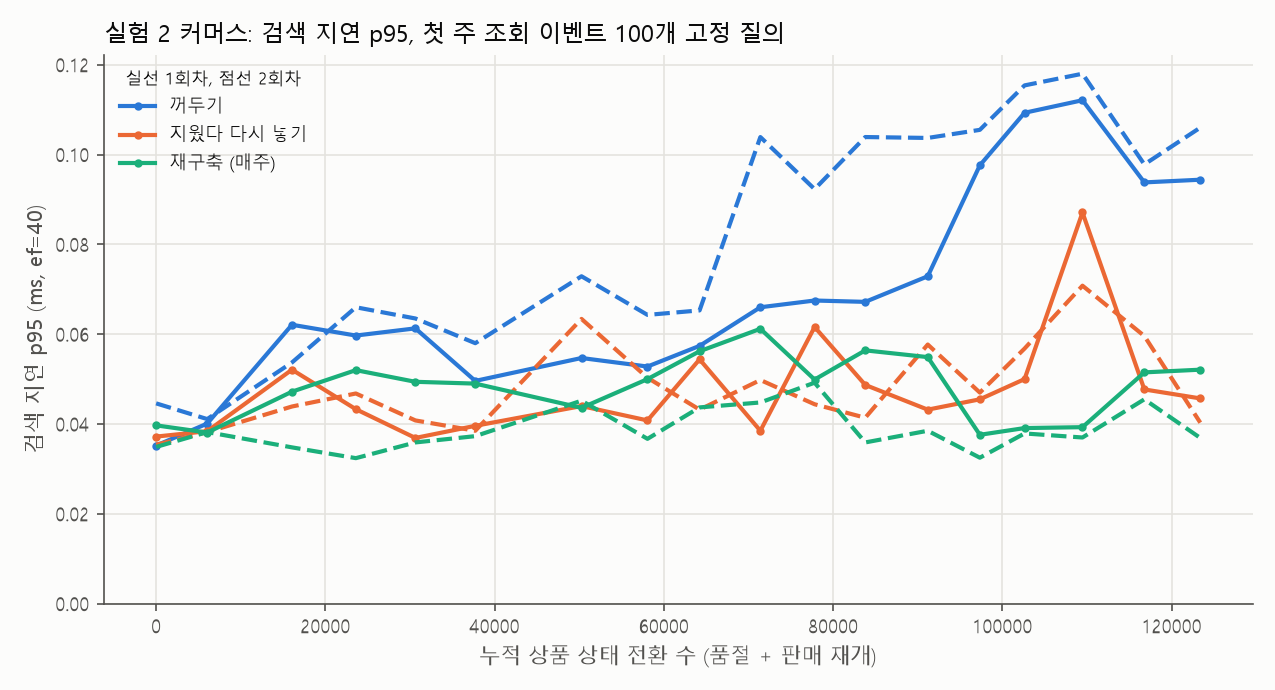 실험 2 커머스: 검색 지연 p95, 첫 주 조회 이벤트 100개 고정 질의
실선 1회차, 점선 2회차
꺼두기
지웠다 다시 넣기
재구축 (매주)
검색 지연 p95 (ms, ef=40)
0.12
0.10
0.08
0.06
0.04
0.02
0.00
0
20000
40000
60000
80000
100000
120000
누적 상품 상태 전환 수 (품절 + 판매 재개)